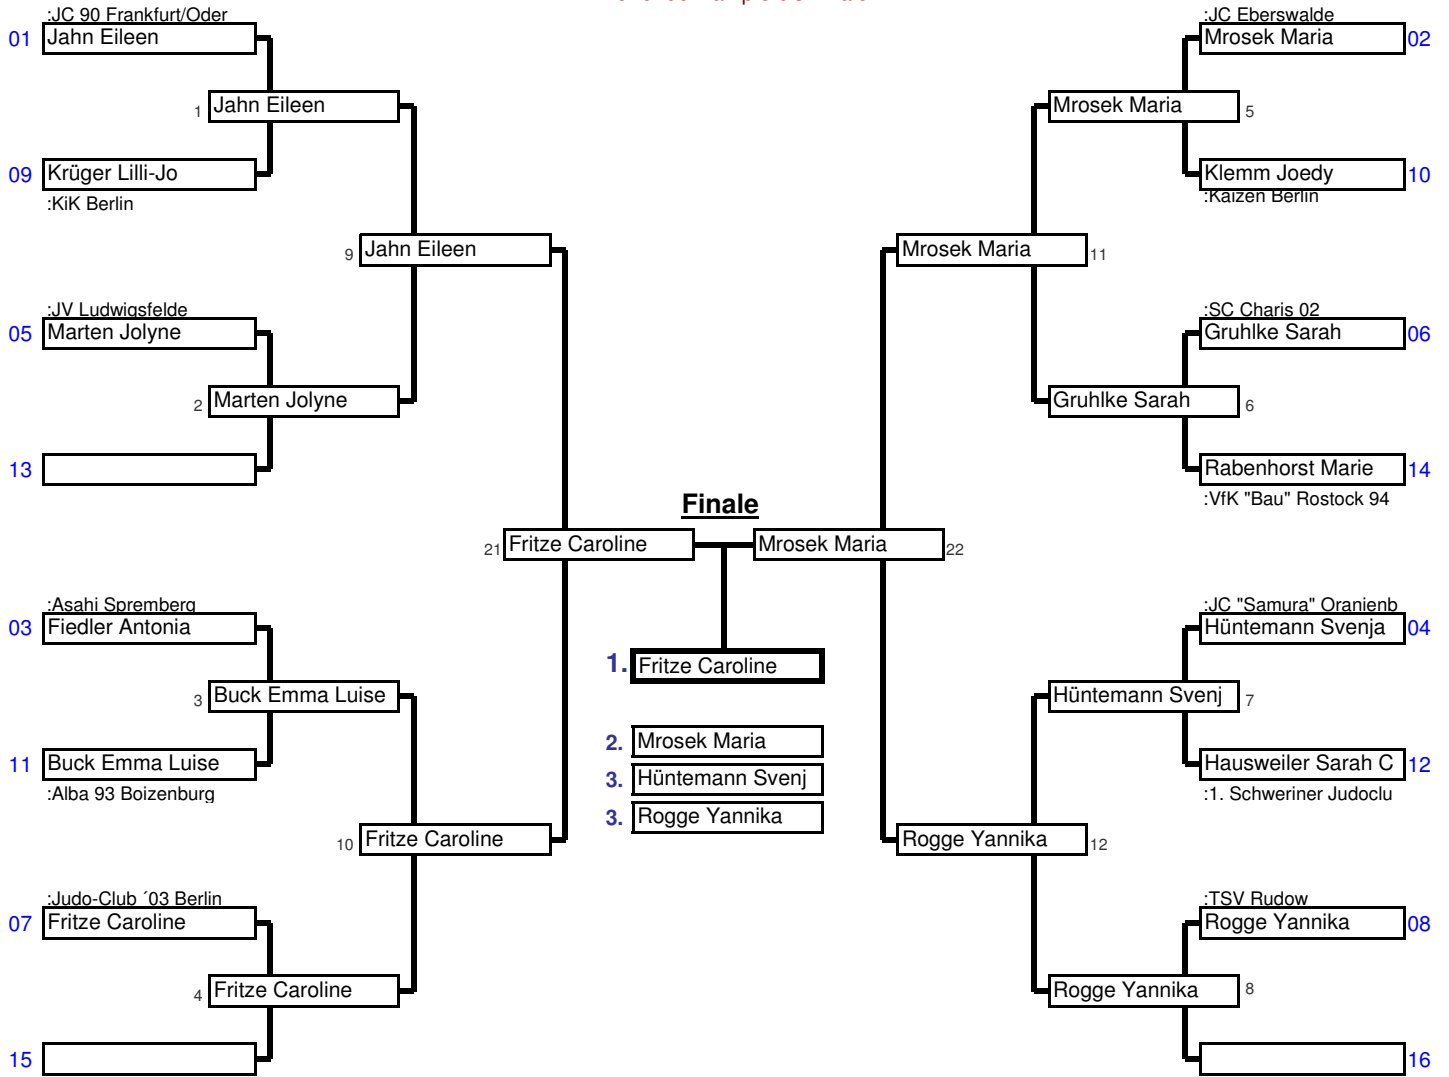 :JC 90 Frankfurt/Oder
01 Jahn Eileen
1 Jahn Eileen
09 Krüger Lilli-Jo
:KiK Berlin
9 Jahn Eileen
:JV Ludwigsfelde
05 Marten Jolyne
2 Marten Jolyne
13
21 Fritze Caroline
:Asahi Spremberg
03 Fiedler Antonia
3 Buck Emma Luise
11 Buck Emma Luise
:Alba 93 Boizenburg
10 Fritze Caroline
:Judo-Club ´03 Berlin
07 Fritze Caroline
4 Fritze Caroline
15
Finale
1. Fritze Caroline
2. Mrosek Maria
3. Hüntemann Svenj
3. Rogge Yannika
:JC Eberswalde
Mrosek Maria 02
Mrosek Maria 5
Klemm Joedy 10
:Kaizen Berlin
Mrosek Maria 11
:SC Charis 02
Gruhlke Sarah 06
Gruhlke Sarah 6
Rabenhorst Marie 14
:VfK "Bau" Rostock 94
Mrosek Maria 22
:JC "Samura" Oranienb
Hüntemann Svenja 04
Hüntemann Svenj 7
Hausweiler Sarah C 12
:1. Schweriner Judoclu
Rogge Yannika 12
:TSV Rudow
Rogge Yannika 08
Rogge Yannika 8
16